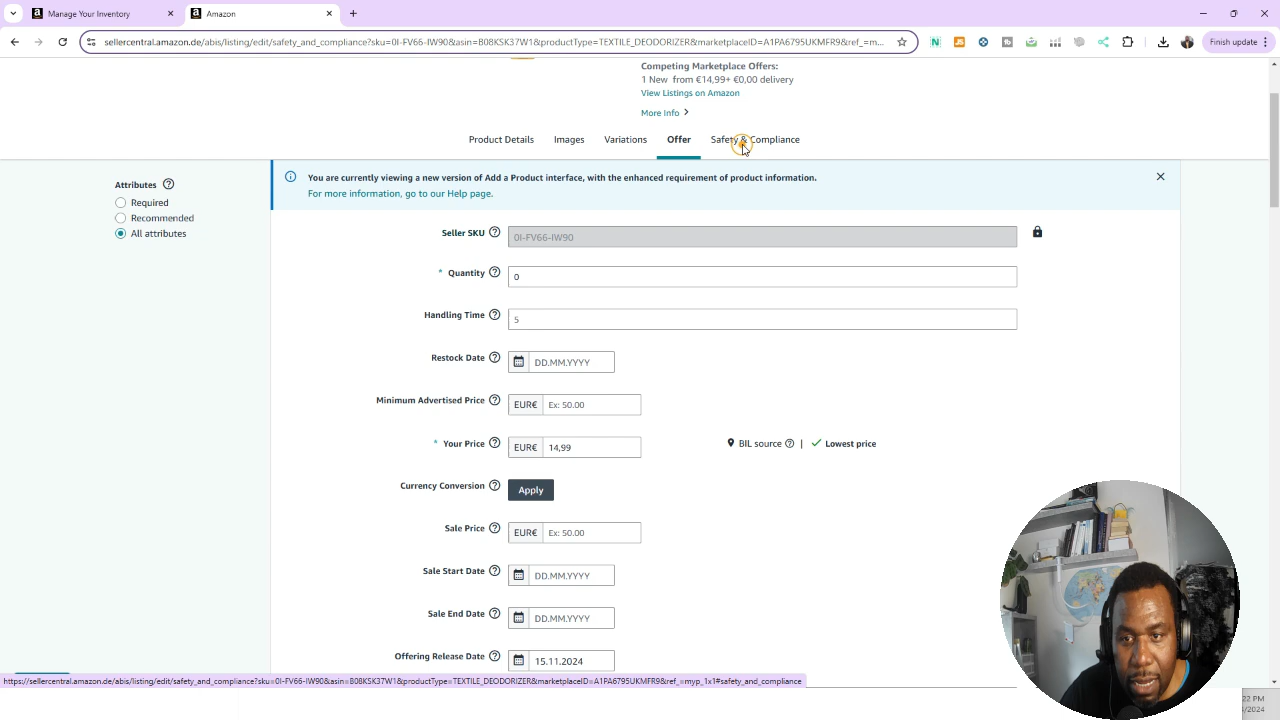 Manage Your Inventory
Amazon
sellercentral.amazon.de/abis/listing/edit/safety_and_compliance?sku=0I-FV66-IW90&asin=B08KSK37W1&productType=TEXTILE_DEODORIZER&marketplaceID=A1PA6795UKMFR9&ref_=m...
Finish update
Competing Marketplace Offers:
1 New from €14,99+ €0,00 delivery
View Listings on Amazon
More Info
Product Details Images Variations Offer Safety & Compliance
Attributes
Required
Recommended
All attributes
You are currently viewing a new version of Add a Product interface, with the enhanced requirement of product information.
For more information, go to our Help page.
Seller SKU 0I-FV66-IW90
* Quantity 0
Handling Time 5
Restock Date DD.MM.YYYY
Minimum Advertised Price EUR€ Ex: 50.00
* Your Price EUR€ 14,99 BIL source | Lowest price
Currency Conversion Apply
Sale Price EUR€ Ex: 50.00
Sale Start Date DD.MM.YYYY
Sale End Date DD.MM.YYYY
Offering Release Date 15.11.2024
https://sellercentral.amazon.de/abis/listing/edit/safety_and_compliance?sku=0I-FV66-IW90&asin=B08KSK37W1&productType=TEXTILE_DEODORIZER&marketplaceID=A1PA6795UKMFR9&ref_=myp_1x1#safety_and_compliance